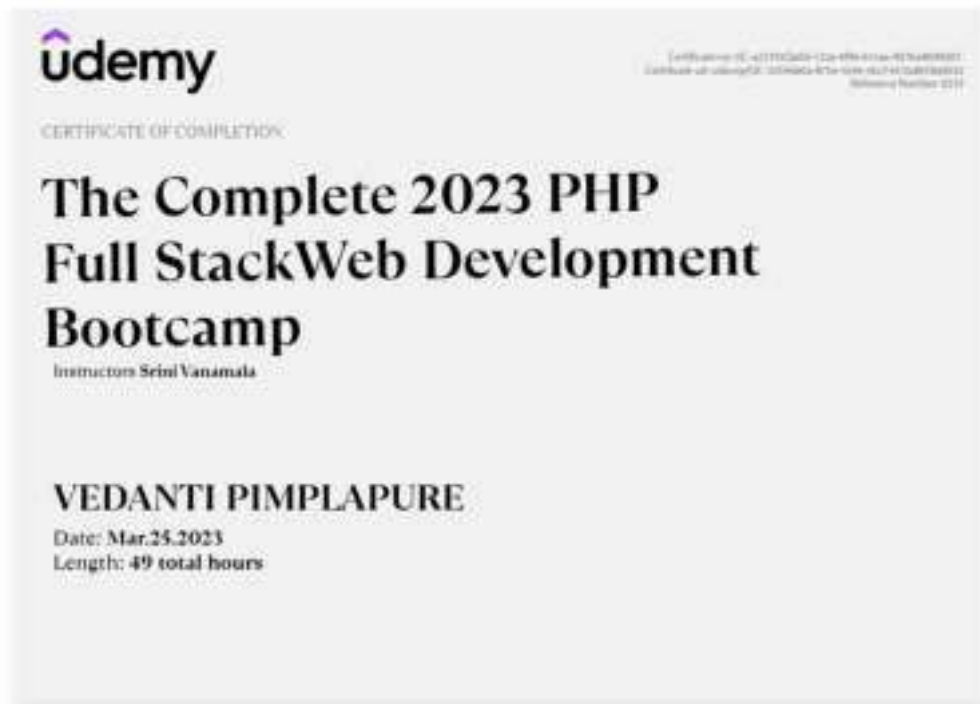 ûdemy
CERTIFICATE OF COMPLETION
The Complete 2023 PHP
Full StackWeb Development
Bootcamp
Instructors Srini Vanamala
VEDANTI PIMPLAPURE
Date: Mar.25.2023
Length: 49 total hours